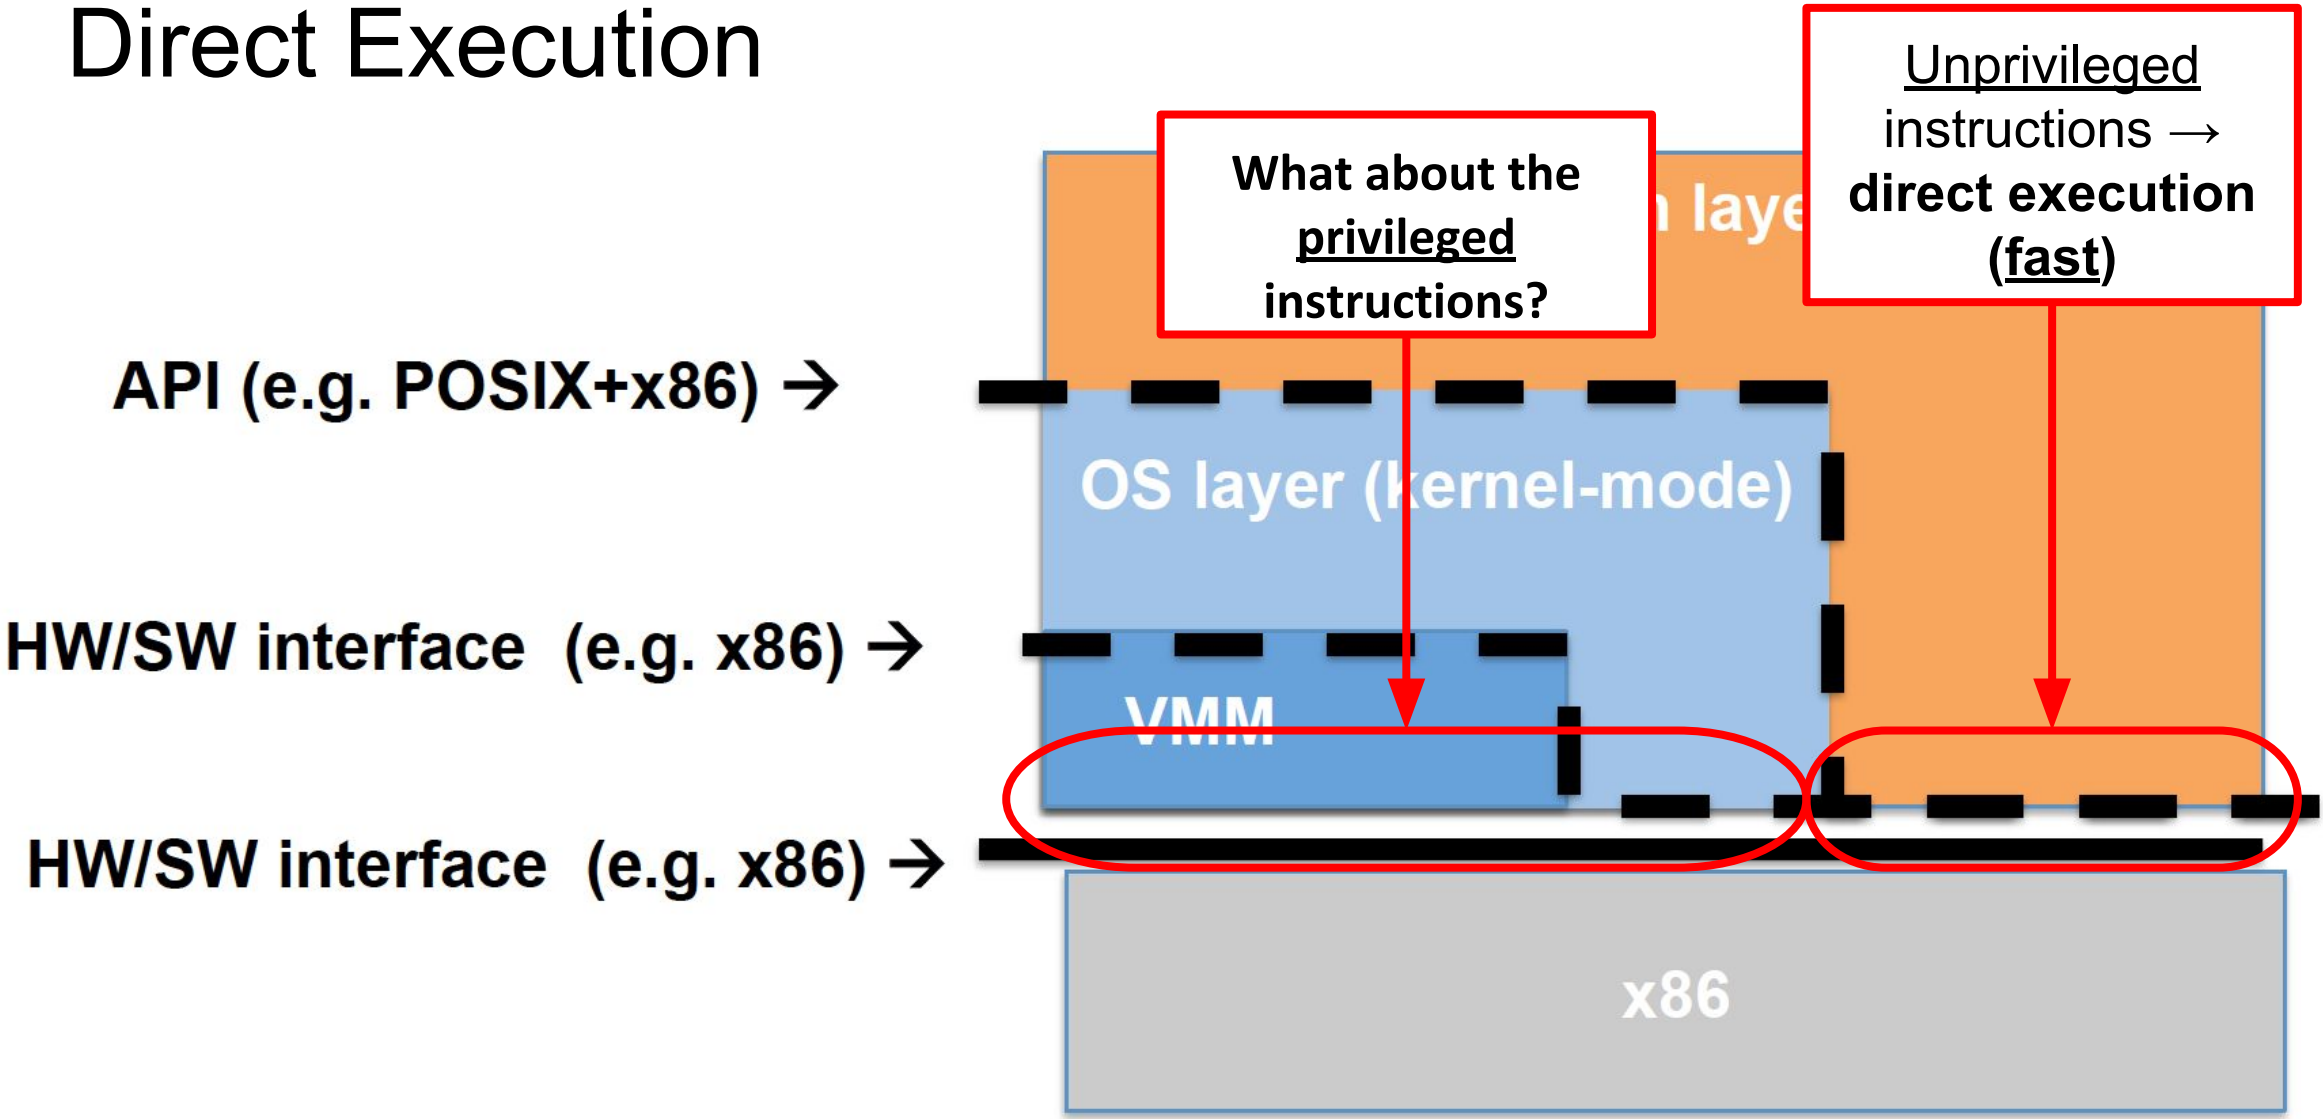 Direct Execution
Unprivileged
instructions →
direct execution
(fast)
What about the
privileged
instructions?
API (e.g. POSIX+x86) →
OS layer (kernel-mode)
HW/SW interface (e.g. x86) →
VMM
HW/SW interface (e.g. x86) →
x86